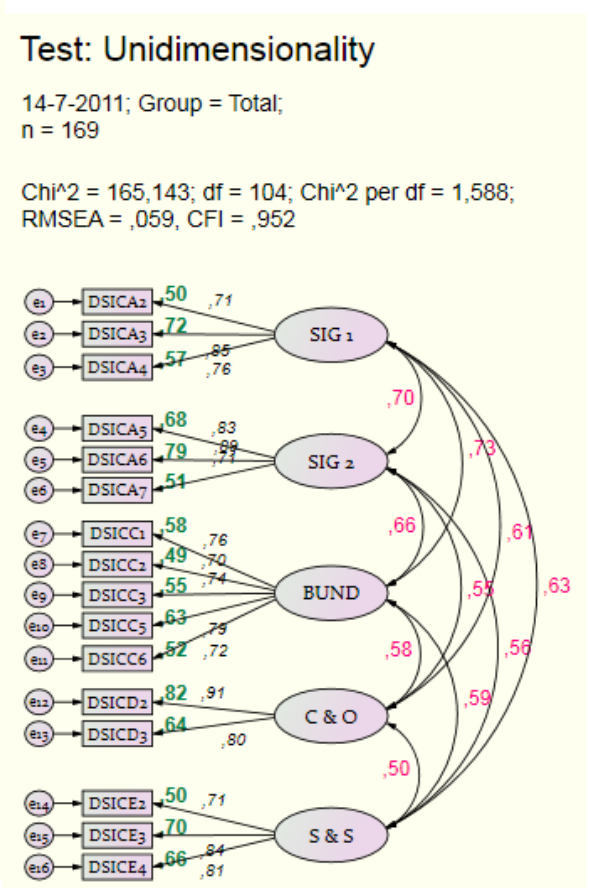 Test: Unidimensionality
14-7-2011; Group = Total;
n = 169
Chi^2 = 165,143; df = 104; Chi^2 per df = 1,588;
RMSEA = ,059, CFI = ,952
e1 DSICA2 ,50 ,71
e2 DSICA3 ,72 ,85 SIG 1
e3 DSICA4 ,57 ,76
,70
,73
e4 DSICA5 ,68 ,83
e5 DSICA6 ,79 ,89 SIG 2
e6 DSICA7 ,51 ,71
,66
,61
e7 DSICC1 ,58 ,76
e8 DSICC2 ,49 ,70
e9 DSICC3 ,55 ,74 BUND
,55
,63
e10 DSICC5 ,63 ,79
e11 DSICC6 ,52 ,72
,58
,56
e12 DSICD2 ,82 ,91
,59
C & O
e13 DSICD3 ,64 ,80
,50
e14 DSICE2 ,50 ,71
e15 DSICE3 ,70 ,84 S & S
e16 DSICE4 ,66 ,81